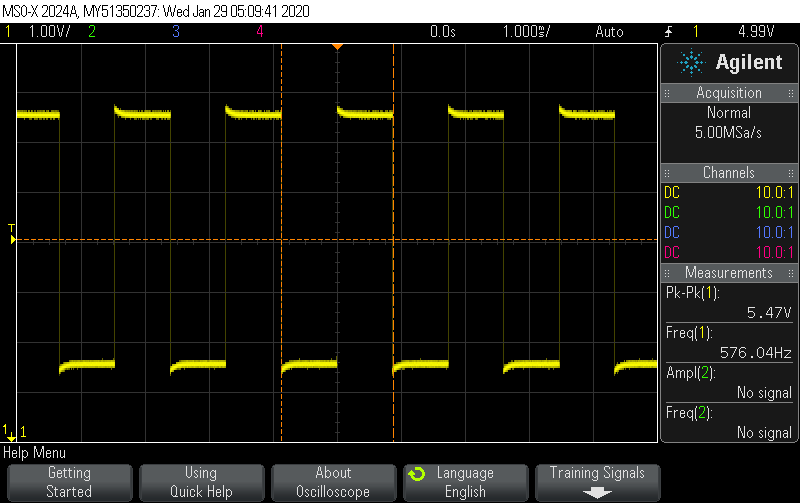 MSO-X 2024A, MY51350237: Wed Jan 29 05:09:41 2020
1 1.00V/ 2 3 4 0.0s 1.000ms/ Auto 1 4.99V
Agilent
Acquisition
Normal
5.00MSa/s
Channels
DC 10.0:1
DC 10.0:1
DC 10.0:1
DC 10.0:1
Measurements
Pk-Pk(1):
5.47V
Freq(1):
576.04Hz
Ampl(2):
No signal
Freq(2):
No signal
T
1 1
Help Menu
Getting Started
Using Quick Help
About Oscilloscope
Language English
Training Signals